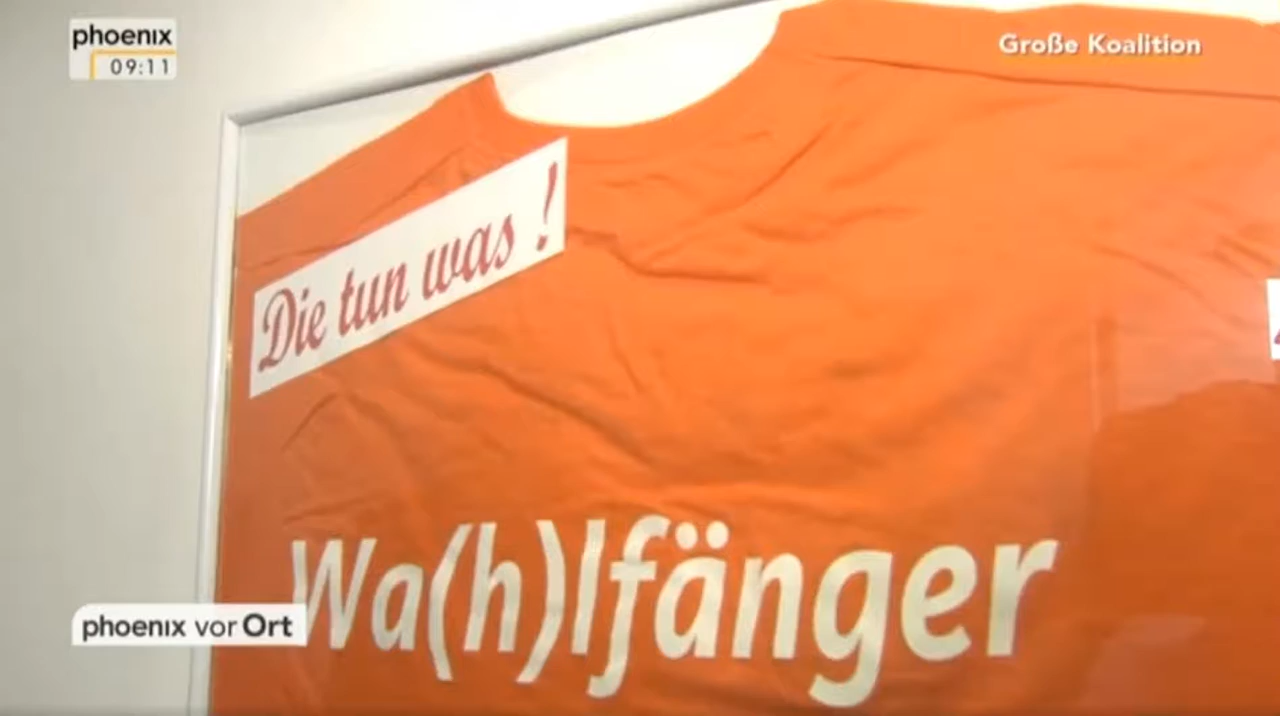 phoenix
09:11
Große Koalition
Die tun was!
Wa(h)lfänger
phoenix vor Ort